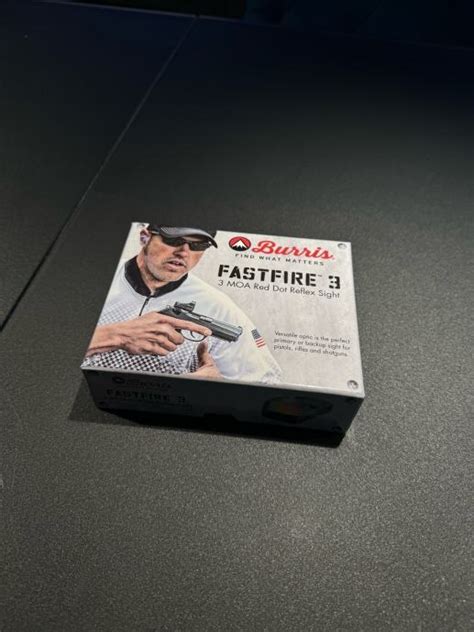 Burris
FIND WHAT MATTERS
FASTFIRE™ 3
3 MOA Red Dot Reflex Sight
Versatile optic is the perfect
primary or backup sight for
pistols, rifles and shotguns.
FASTFIRE 3